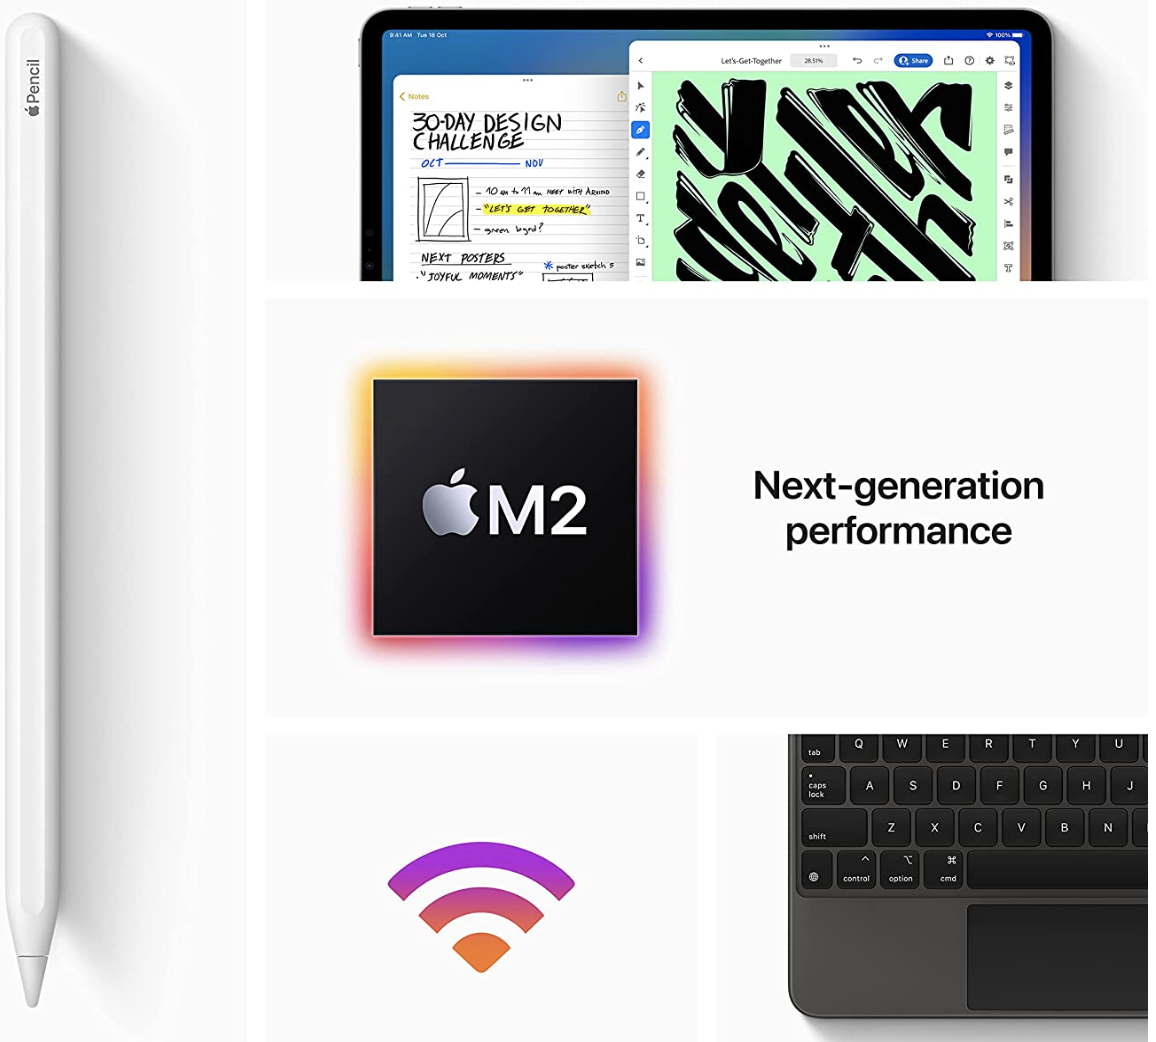 Pencil
9:41 AM Tue 18 Oct
100%
Notes
30-DAY DESIGN
CHALLENGE
OCT NOV
- 10 am to 11 am MEET WITH ARVIND
- "LET'S GET TOGETHER"
- green bgrd?
NEXT POSTERS
* poster sketch 5
· "JOYFUL MOMENTS"
Let's-Get-Together
28.51%
Share
T
T
M2
Next-generation
performance
tab Q W E R T Y U
caps
lock
A S D F G H J
shift Z X C V B N
control option cmd